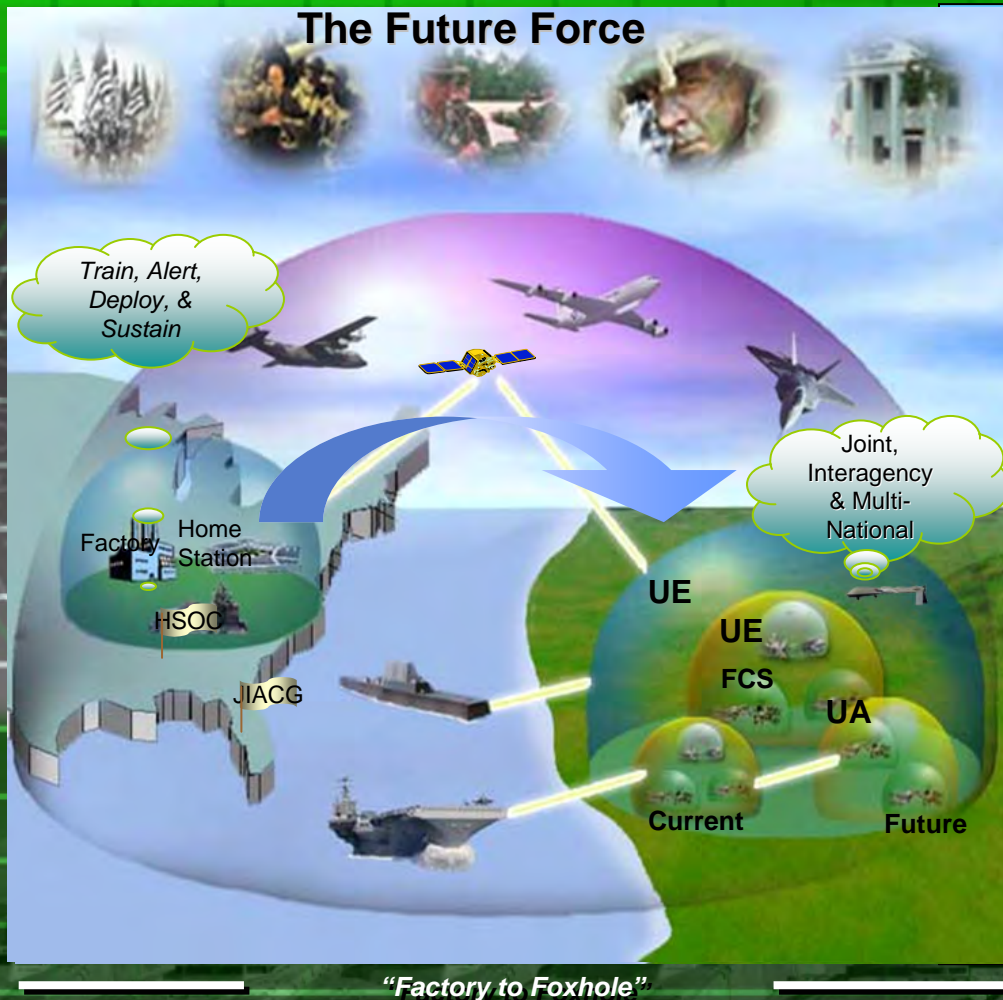 The Future Force
Train, Alert,
Deploy, &
Sustain
Joint,
Interagency
& Multi-
National
Factory
Home
Station
HSOC
JIACG
UE
UE
FCS
UA
Current
Future
“Factory to Foxhole”